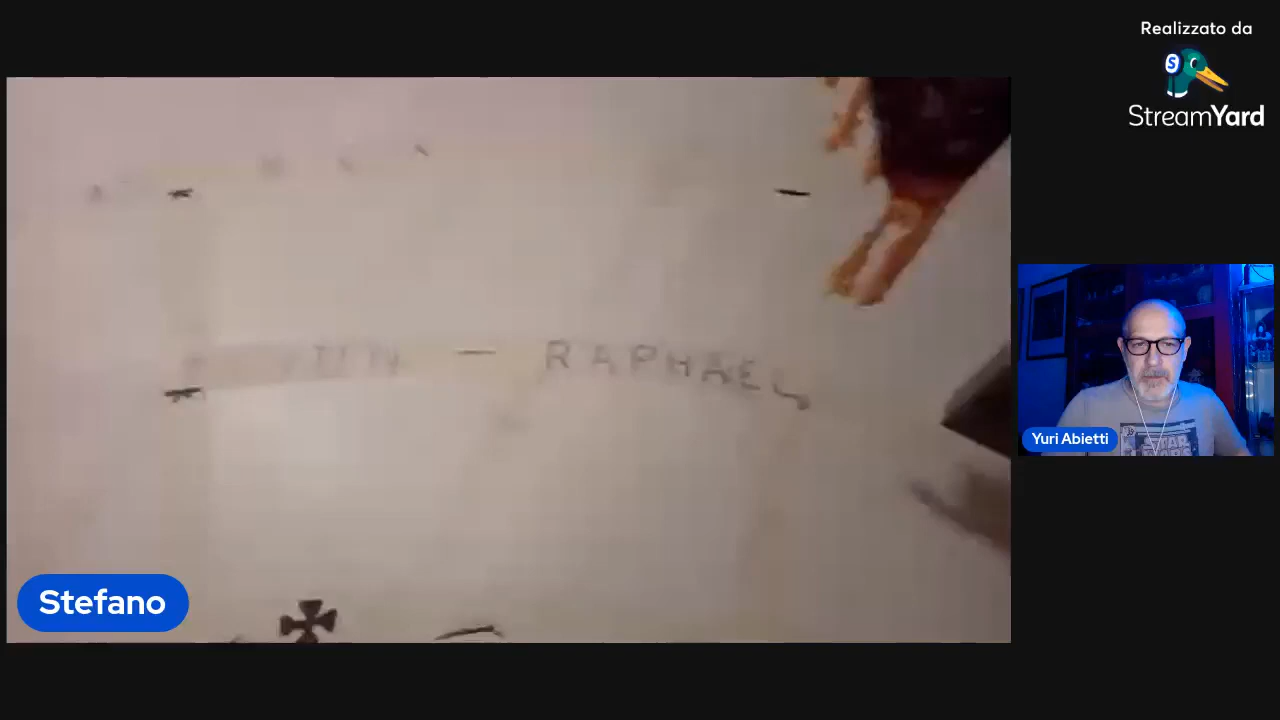 Realizzato da
StreamYard
— RAPHAEL
Stefano
Yuri Abietti